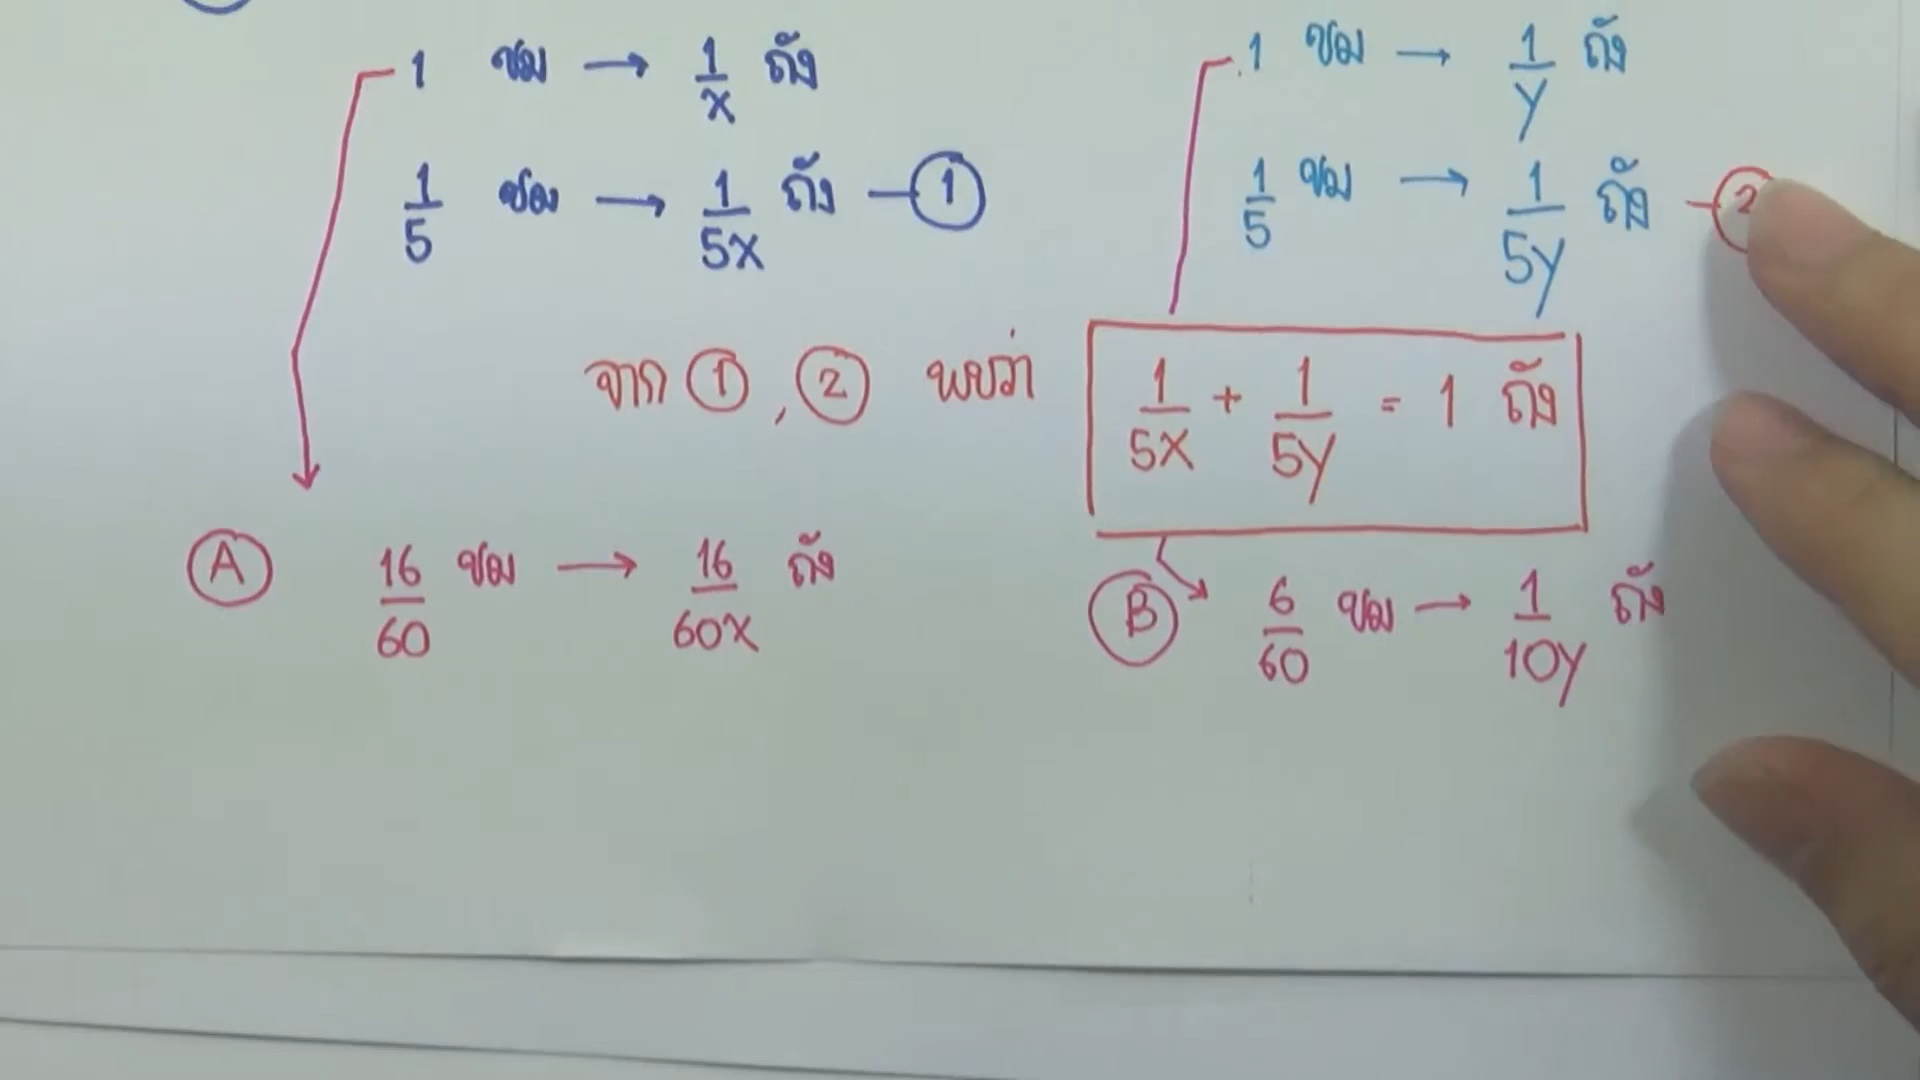 1 ชม → 1/x ถัง
1/5 ชม → 1/5x ถัง — ①
1 ชม → 1/y ถัง
1/5 ชม → 1/5y ถัง — ②
จาก ① , ② พบว่า 1/5x + 1/5y = 1 ถัง
Ⓐ 16/60 ชม → 16/60x ถัง
Ⓑ 6/60 ชม → 1/10y ถัง